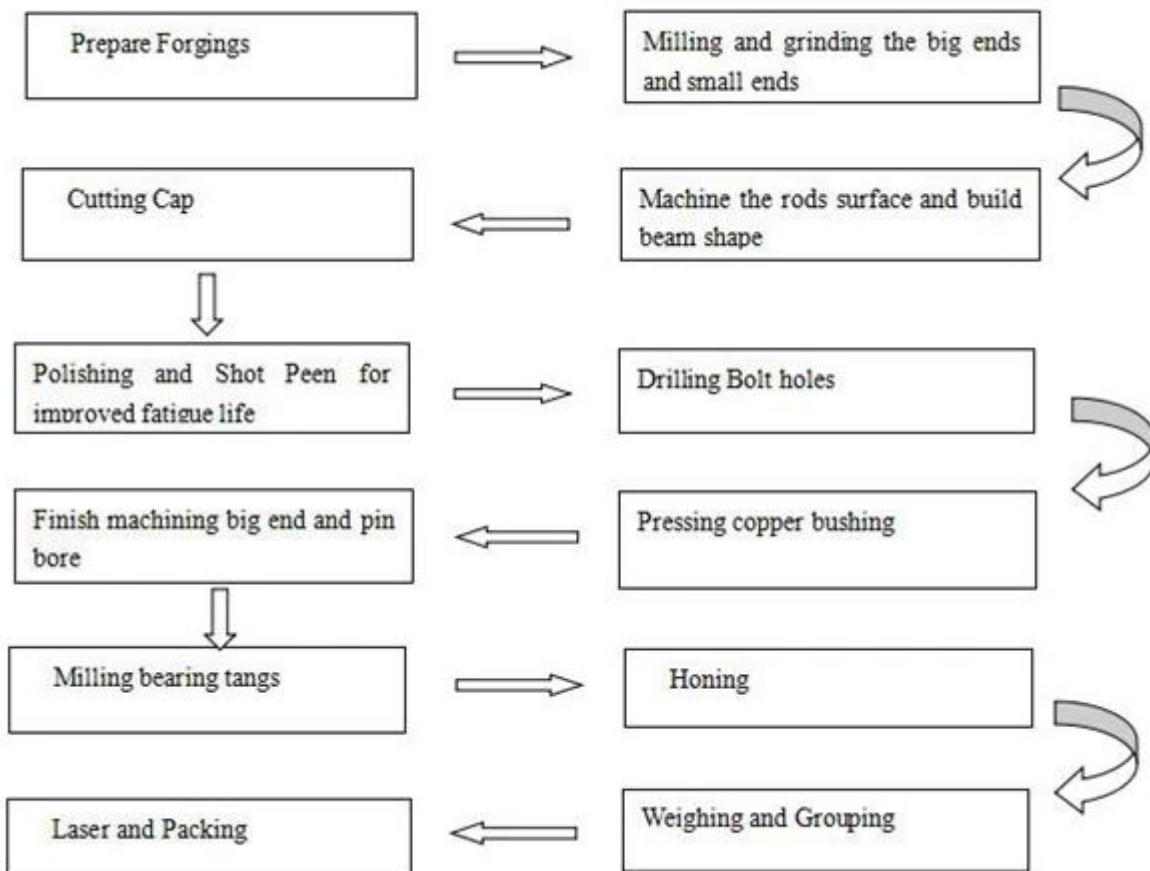 Prepare Forgings
Milling and grinding the big ends
and small ends
Machine the rods surface and build
beam shape
Cutting Cap
Polishing and Shot Peen for
improved fatigue life
Drilling Bolt holes
Pressing copper bushing
Finish machining big end and pin
bore
Milling bearing tangs
Honing
Weighing and Grouping
Laser and Packing